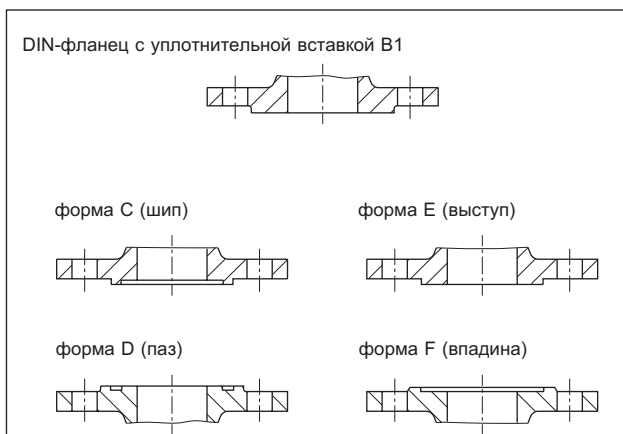 DIN-фланец с уплотнительной вставкой B1
форма C (шип)
форма E (выступ)
форма D (паз)
форма F (впадина)